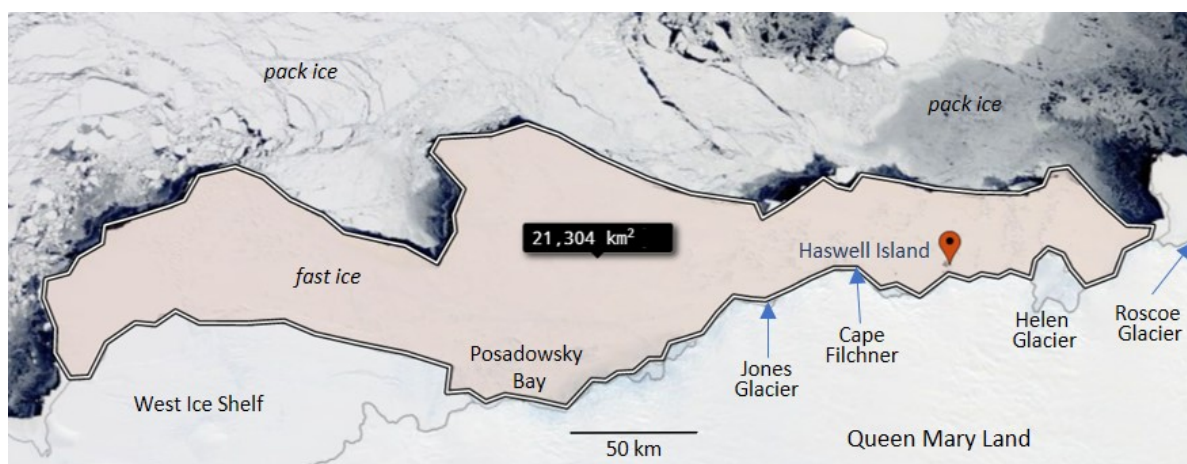 pack ice
pack ice
21,304 km²
Haswell Island
fast ice
Posadowsky
Bay
Jones
Glacier
Cape
Filchner
Helen
Glacier
Roscoe
Glacier
West Ice Shelf
50 km
Queen Mary Land